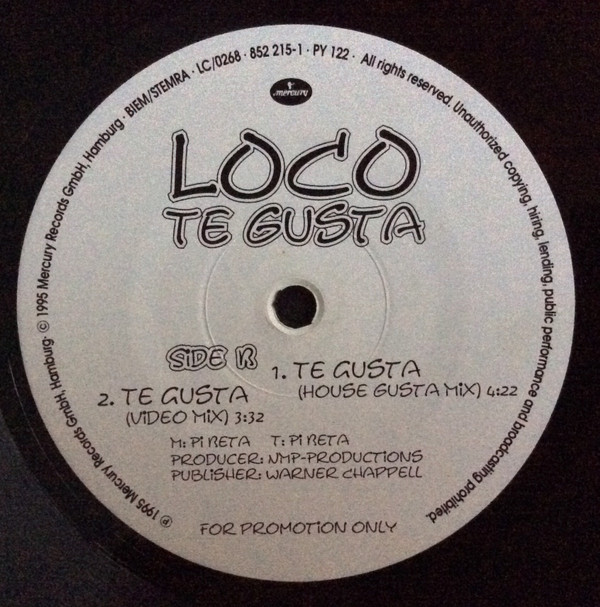 ℗ 1995 Mercury Records GmbH, Hamburg · © 1995 Mercury Records GmbH, Hamburg · BIEM/STEMRA · LC/0268 · 852 215-1 · PY 122 · All rights reserved. Unauthorized copying, hiring, lending, public performance and broadcasting prohibited.
mercury
LOCO
TE GUSTA
SIDE B
1. TE GUSTA
(HOUSE GUSTA MIX) 4:22
2. TE GUSTA
(VIDEO MIX) 3:32
M: PI BETA T: PI BETA
PRODUCER: NMP-PRODUCTIONS
PUBLISHER: WARNER CHAPPELL
FOR PROMOTION ONLY